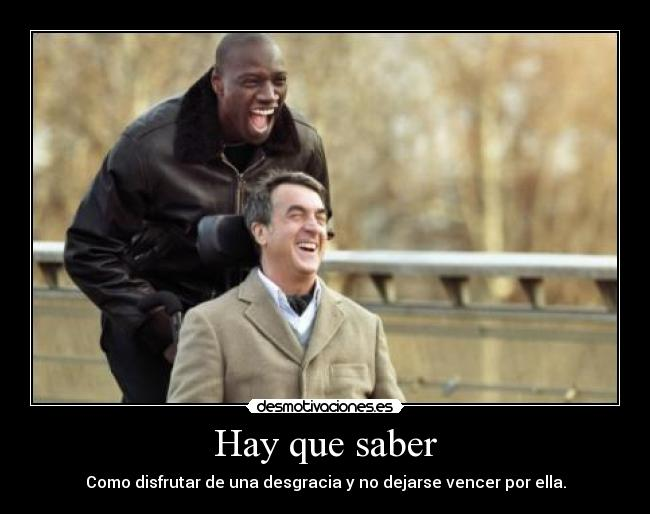 desmotivaciones.es
Hay que saber
Como disfrutar de una desgracia y no dejarse vencer por ella.